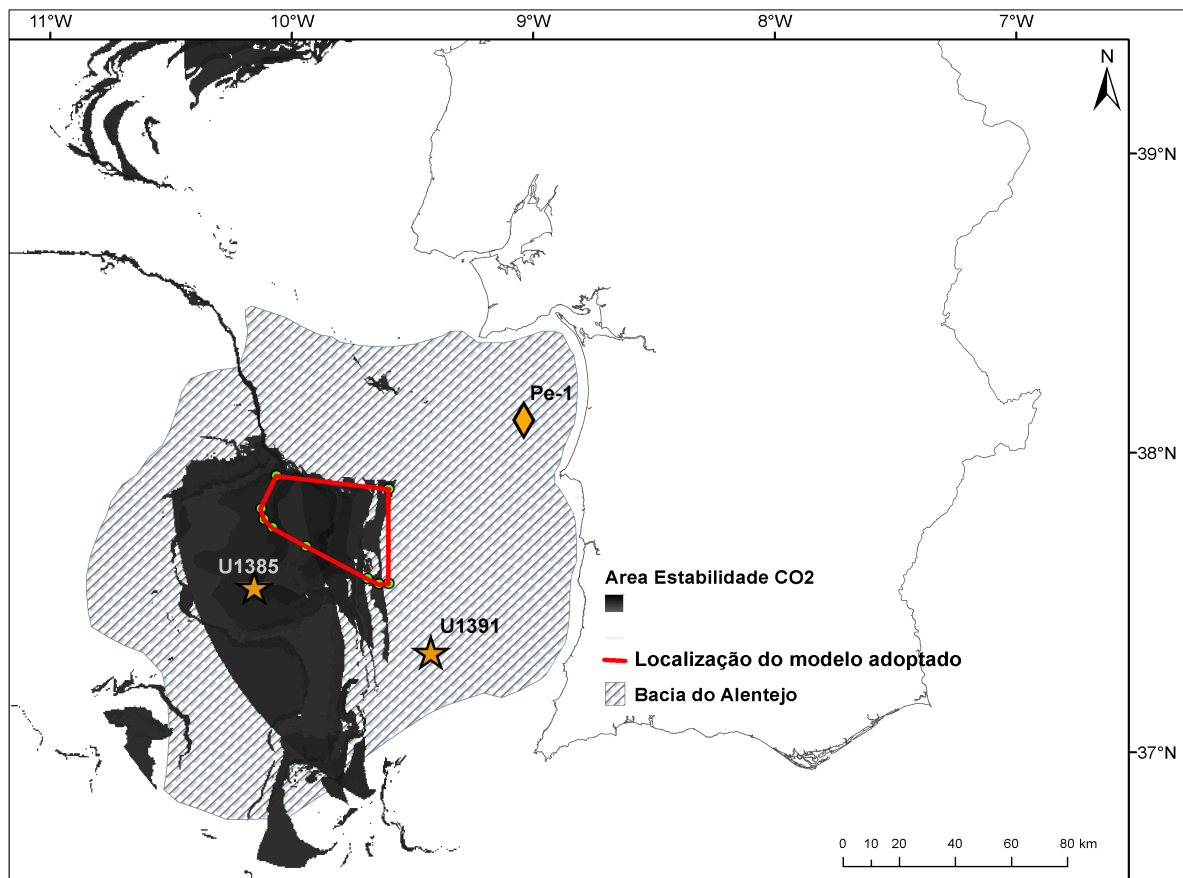 11°W 10°W 9°W 8°W 7°W
N
39°N
Pe-1
38°N
U1385
Area Estabilidade CO2
U1391
Localização do modelo adoptado
Bacia do Alentejo
37°N
0 10 20 40 60 80 km